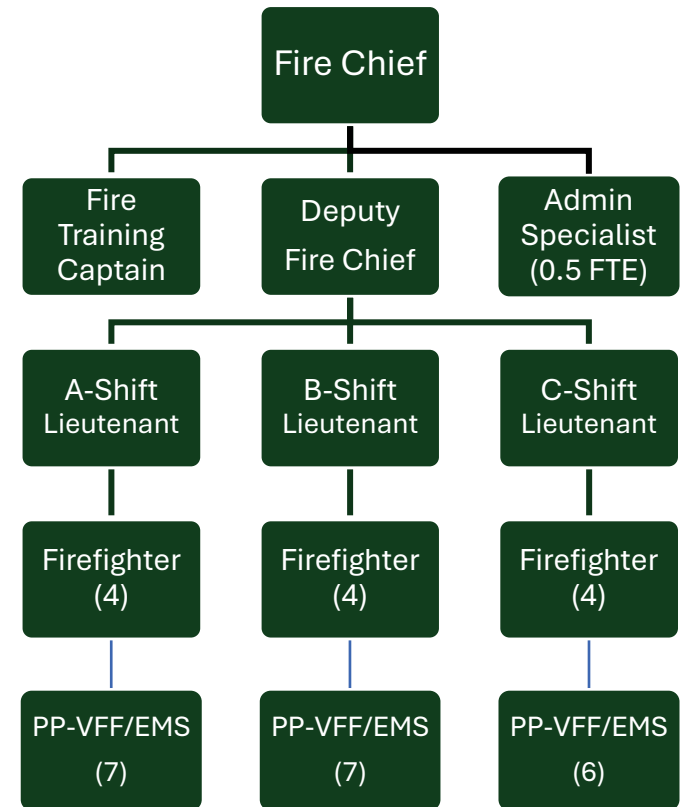 Fire Chief
Fire
Training
Captain
Deputy
Fire Chief
Admin
Specialist
(0.5 FTE)
A-Shift
Lieutenant
B-Shift
Lieutenant
C-Shift
Lieutenant
Firefighter
(4)
Firefighter
(4)
Firefighter
(4)
PP-VFF/EMS
(7)
PP-VFF/EMS
(7)
PP-VFF/EMS
(6)